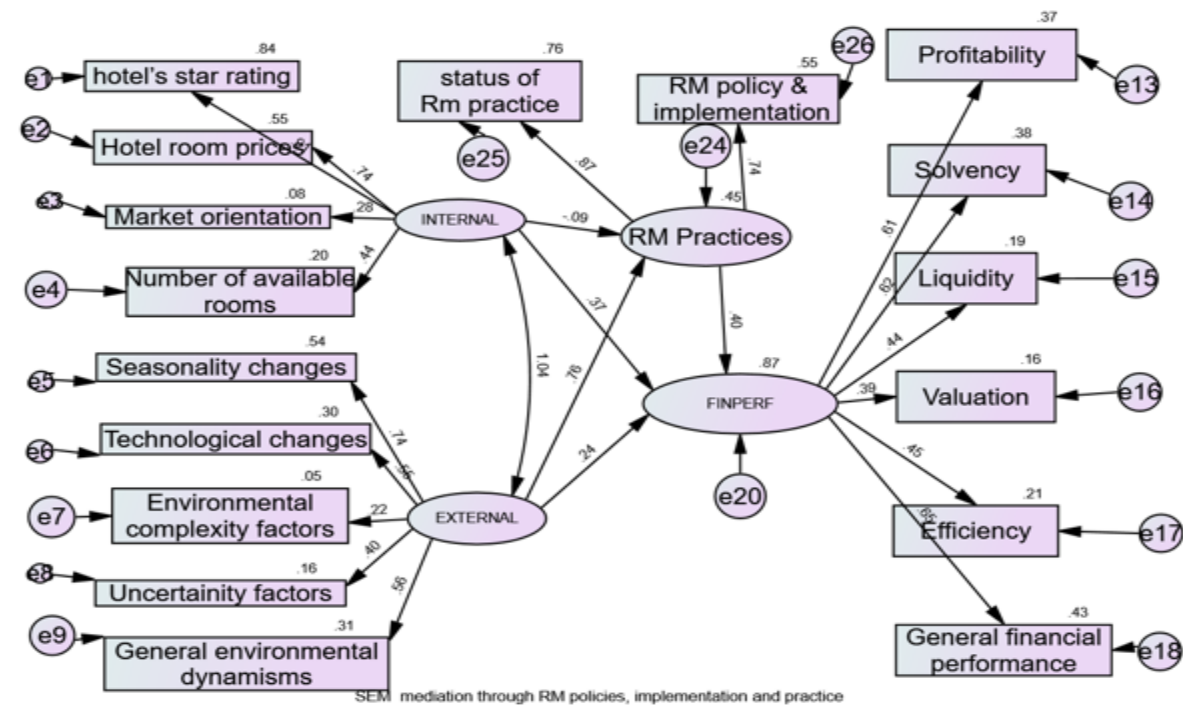 .84
e1
hotel's star rating
.55
e2
Hotel room prices
.08
e3
Market orientation
.20
e4
Number of available
rooms
.54
e5
Seasonality changes
.30
e6
Technological changes
.05
e7
Environmental
complexity factors
.16
e8
Uncertainity factors
.31
e9
General environmental
dynamisms
.74
.28
.44
INTERNAL
.74
.22
.40
.56
EXTERNAL
1.04
.76
status of
Rm practice
e25
.87
-.09
.37
.76
.24
.55
RM policy &
implementation
e26
e24
.74
.45
RM Practices
.40
.87
FINPERF
e20
.61
.62
.44
.39
.45
.65
.37
Profitability
e13
.38
Solvency
e14
.19
Liquidity
e15
.16
Valuation
e16
.21
Efficiency
e17
.43
General financial
performance
e18
SEM mediation through RM policies, implementation and practice